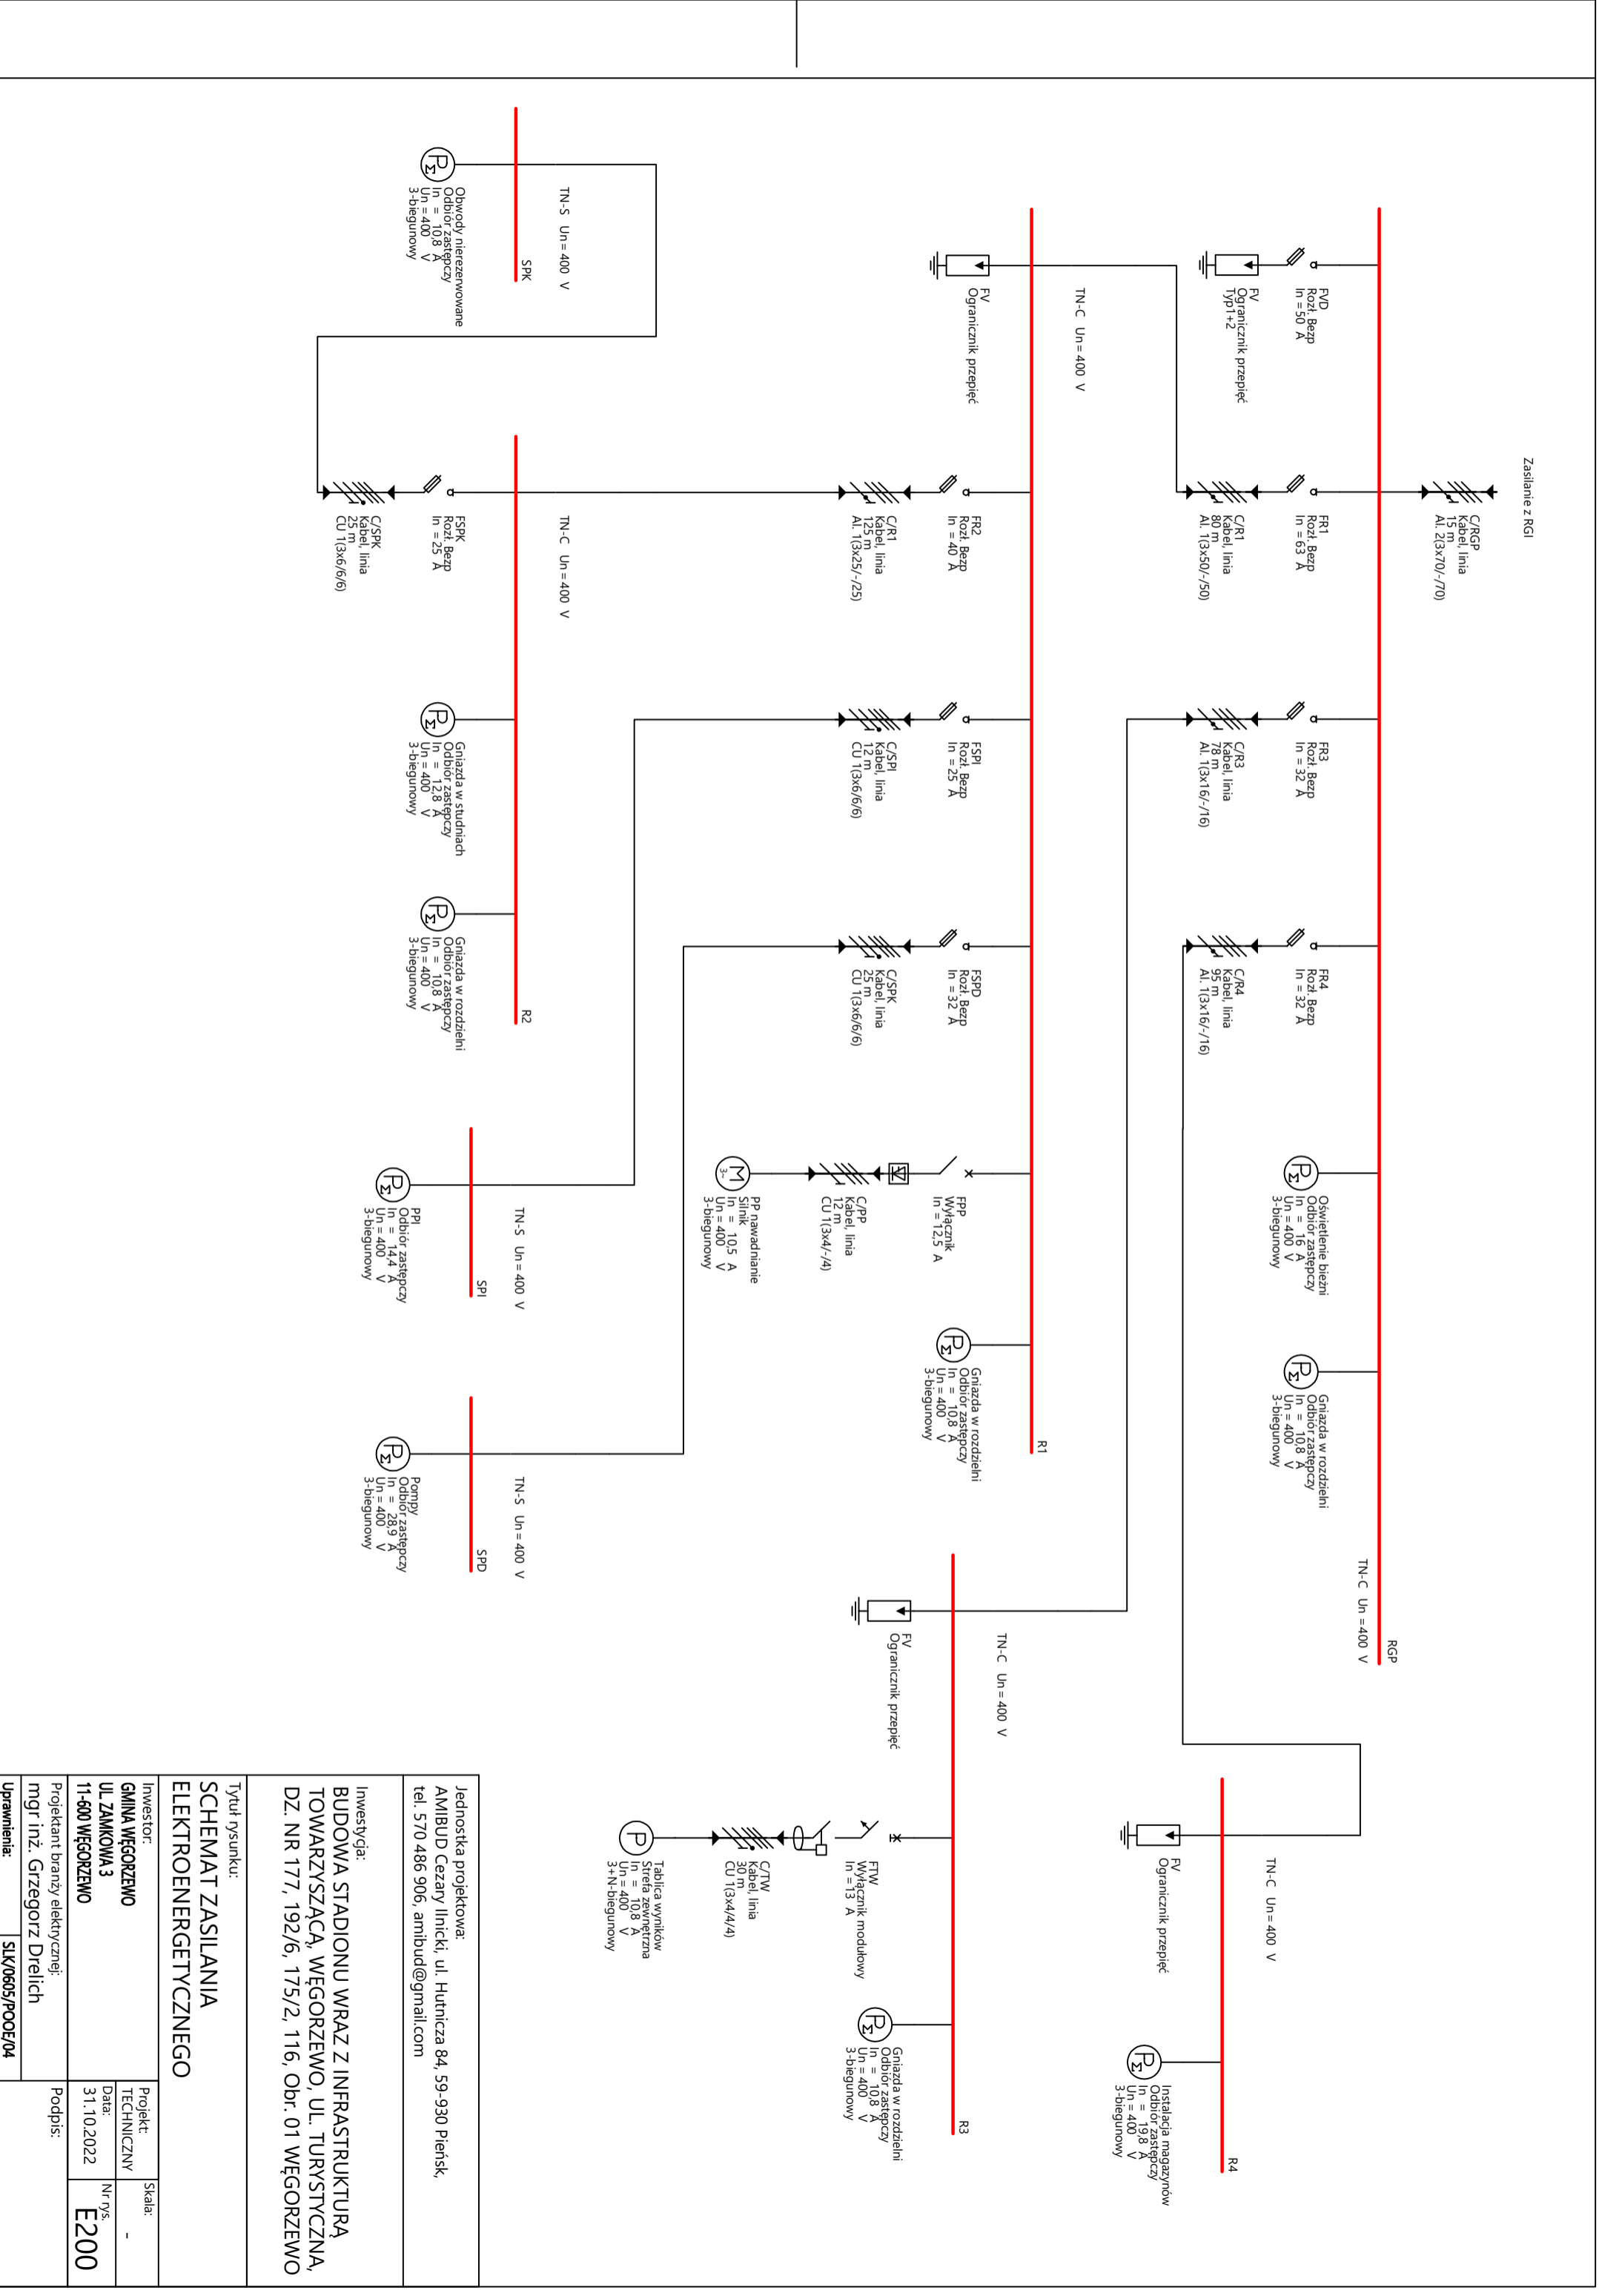 Zasilanie z RGI
C/RGP
Kabel, linia
15 m
Al. 2(3x70/-/70)
RGP
TN-C Un = 400 V
FVD
Rozł. Bezp
In = 50 A
FV
Ogranicznik przepięć
Typ1+2
FR1
Rozł. Bezp
In = 63 A
C/R1
Kabel, linia
80 m
Al. 1(3x50/-/50)
FR3
Rozł. Bezp
In = 32 A
C/R3
Kabel, linia
78 m
Al. 1(3x16/-/16)
FR4
Rozł. Bezp
In = 32 A
C/R4
Kabel, linia
95 m
Al. 1(3x16/-/16)
PΣ
Oświetlenie bieżni
Odbiór zastępczy
In = 16 A
Un = 400 V
3-biegunowy
PΣ
Gniazda w rozdzielni
Odbiór zastępczy
In = 10,8 A
Un = 400 V
3-biegunowy
TN-C Un = 400 V
R1
FV
Ogranicznik przepięć
FR2
Rozł. Bezp
In = 40 A
C/R1
Kabel, linia
125 m
Al. 1(3x25/-/25)
FSPI
Rozł. Bezp
In = 25 A
C/SPI
Kabel, linia
12 m
CU 1(3x6/6/6)
FSPD
Rozł. Bezp
In = 32 A
C/SPK
Kabel, linia
25 m
CU 1(3x6/6/6)
FPP
Wyłącznik
In = 12,5 A
C/PP
Kabel, linia
12 m
CU 1(3x4/-/4)
M
3~
PP nawadnianie
Silnik
In = 10,5 A
Un = 400 V
3-biegunowy
PΣ
Gniazda w rozdzielni
Odbiór zastępczy
In = 10,8 A
Un = 400 V
3-biegunowy
TN-C Un = 400 V
R4
FV
Ogranicznik przepięć
PΣ
Instalacja magazynów
Odbiór zastępczy
In = 19,8 A
Un = 400 V
3-biegunowy
TN-C Un = 400 V
R3
FV
Ogranicznik przepięć
FTW
Wyłącznik modułowy
In = 13 A
C/TW
Kabel, linia
30 m
CU 1(3x4/4/4)
P
Tablica wyników
Strefa zewnętrzna
In = 10,8 A
Un = 400 V
3+N-biegunowy
PΣ
Gniazda w rozdzielni
Odbiór zastępczy
In = 10,8 A
Un = 400 V
3-biegunowy
TN-S Un = 400 V
SPK
PΣ
Obwody nierezerwowane
Odbiór zastępczy
In = 10,8 A
Un = 400 V
3-biegunowy
TN-C Un = 400 V
R2
FSPK
Rozł. Bezp
In = 25 A
C/SPK
Kabel, linia
25 m
CU 1(3x6/6/6)
PΣ
Gniazda w studniach
Odbiór zastępczy
In = 12,8 A
Un = 400 V
3-biegunowy
PΣ
Gniazda w rozdzielni
Odbiór zastępczy
In = 10,8 A
Un = 400 V
3-biegunowy
TN-S Un = 400 V
SPI
PΣ
PPI
Odbiór zastępczy
In = 14,4 A
Un = 400 V
3-biegunowy
TN-S Un = 400 V
SPD
PΣ
Pompy
Odbiór zastępczy
In = 28,9 A
Un = 400 V
3-biegunowy
Jednostka projektowa:
AMIBUD Cezary Ilnicki, ul. Hutnicza 84, 59-930 Pieńsk,
tel. 570 486 906, amibud@gmail.com
Inwestycja:
BUDOWA STADIONU WRAZ Z INFRASTRUKTURĄ
TOWARZYSZĄCĄ, WĘGORZEWO, UL. TURYSTYCZNA,
DZ. NR 177, 192/6, 175/2, 116, Obr. 01 WĘGORZEWO
Tytuł rysunku:
SCHEMAT ZASILANIA
ELEKTROENERGETYCZNEGO
Inwestor:
GMINA WĘGORZEWO
UL ZAMKOWA 3
11-600 WĘGORZEWO
Projekt:
TECHNICZNY
Skala:
-
Data:
31.10.2022
Nr rys.
E200
Projektant branży elektrycznej:
mgr inż. Grzegorz Drelich
Podpis:
Uprawnienia:
SLK/0605/POOE/04